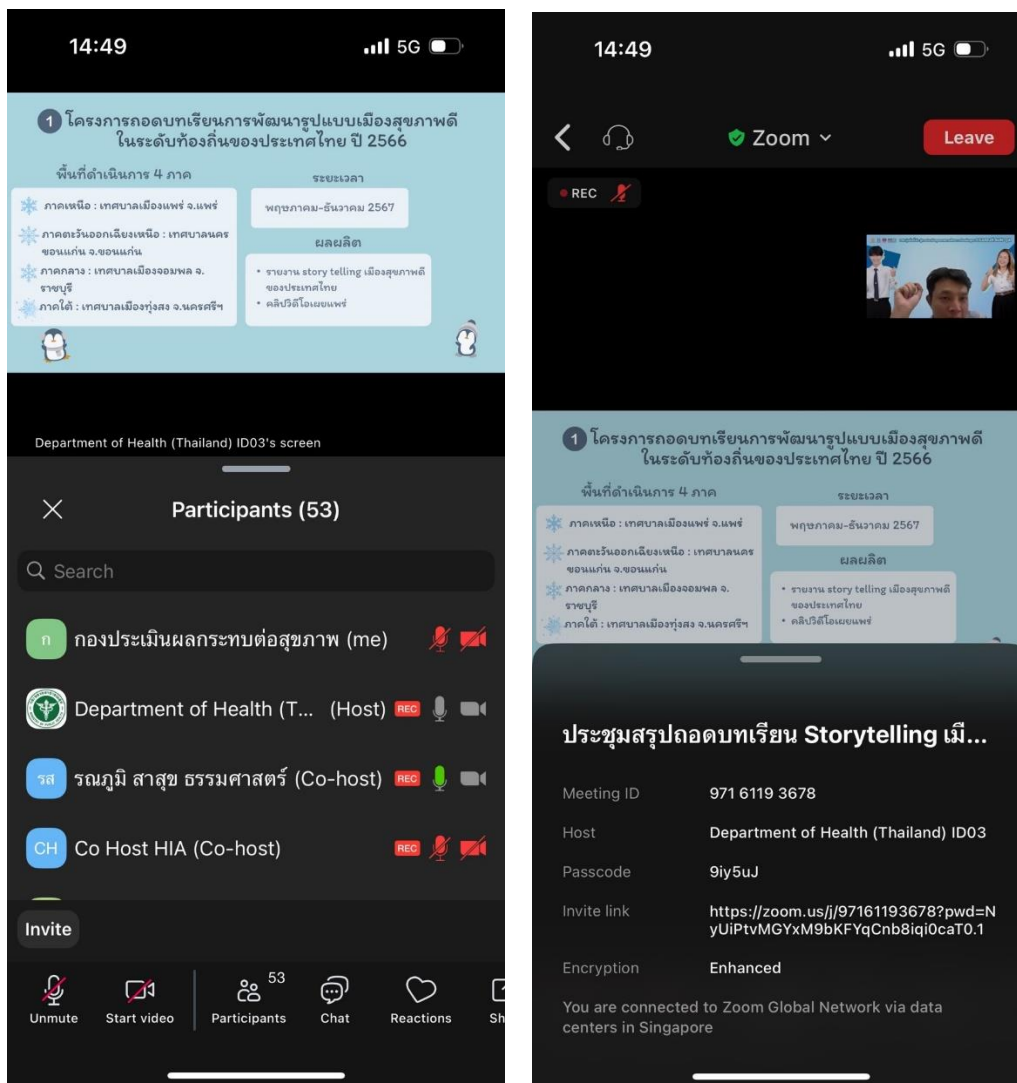 14:49
5G
1 โครงการถอดบทเรียนการพัฒนารูปแบบเมืองสุขภาพดี
ในระดับท้องถิ่นของประเทศไทย ปี 2566
พื้นที่ดำเนินการ 4 ภาค
ภาคเหนือ : เทศบาลเมืองแพร่ จ.แพร่
ภาคตะวันออกเฉียงเหนือ : เทศบาลนคร
ขอนแก่น จ.ขอนแก่น
ภาคกลาง : เทศบาลเมืองจอมพล จ.
ราชบุรี
ภาคใต้ : เทศบาลเมืองทุ่งสง จ.นครศรีฯ
ระยะเวลา
พฤษภาคม-ธันวาคม 2567
ผลผลิต
• รายงาน story telling เมืองสุขภาพดี
ของประเทศไทย
• คลิปวิดีโอเผยแพร่
Department of Health (Thailand) ID03's screen
Participants (53)
Search
ก กองประเมินผลกระทบต่อสุขภาพ (me)
Department of Health (T... (Host) REC
รส รณภูมิ สาสุข ธรรมศาสตร์ (Co-host) REC
CH Co Host HIA (Co-host) REC
Invite
53
Unmute Start video Participants Chat Reactions Sh
14:49
5G
Zoom
Leave
REC
1 โครงการถอดบทเรียนการพัฒนารูปแบบเมืองสุขภาพดี
ในระดับท้องถิ่นของประเทศไทย ปี 2566
พื้นที่ดำเนินการ 4 ภาค
ภาคเหนือ : เทศบาลเมืองแพร่ จ.แพร่
ภาคตะวันออกเฉียงเหนือ : เทศบาลนคร
ขอนแก่น จ.ขอนแก่น
ภาคกลาง : เทศบาลเมืองจอมพล จ.
ราชบุรี
ภาคใต้ : เทศบาลเมืองทุ่งสง จ.นครศรีฯ
ระยะเวลา
พฤษภาคม-ธันวาคม 2567
ผลผลิต
• รายงาน story telling เมืองสุขภาพดี
ของประเทศไทย
• คลิปวิดีโอเผยแพร่
ประชุมสรุปถอดบทเรียน Storytelling เมื...
Meeting ID 971 6119 3678
Host Department of Health (Thailand) ID03
Passcode 9iy5uJ
Invite link https://zoom.us/j/97161193678?pwd=N
yUiPtvMGYxM9bKFYqCnb8iqi0caT0.1
Encryption Enhanced
You are connected to Zoom Global Network via data
centers in Singapore